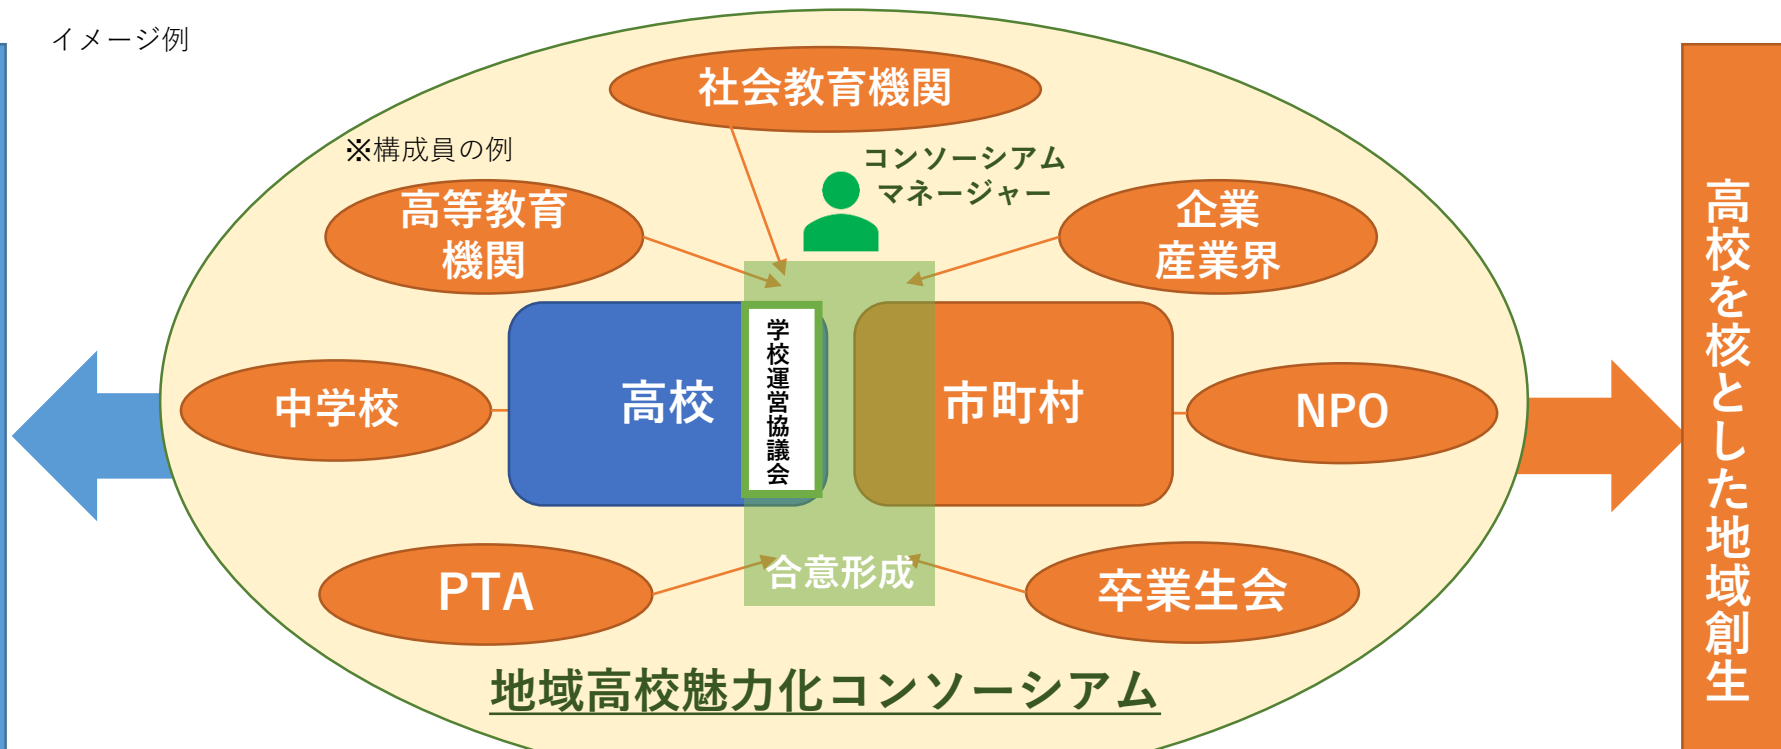 イメージ例
社会教育機関
※構成員の例
コンソーシアム
マネージャー
高等教育
機関
企業
産業界
中学校
高校
学校運営協議会
市町村
NPO
PTA
合意形成
卒業生会
地域高校魅力化コンソーシアム
高校を核とした地域創生